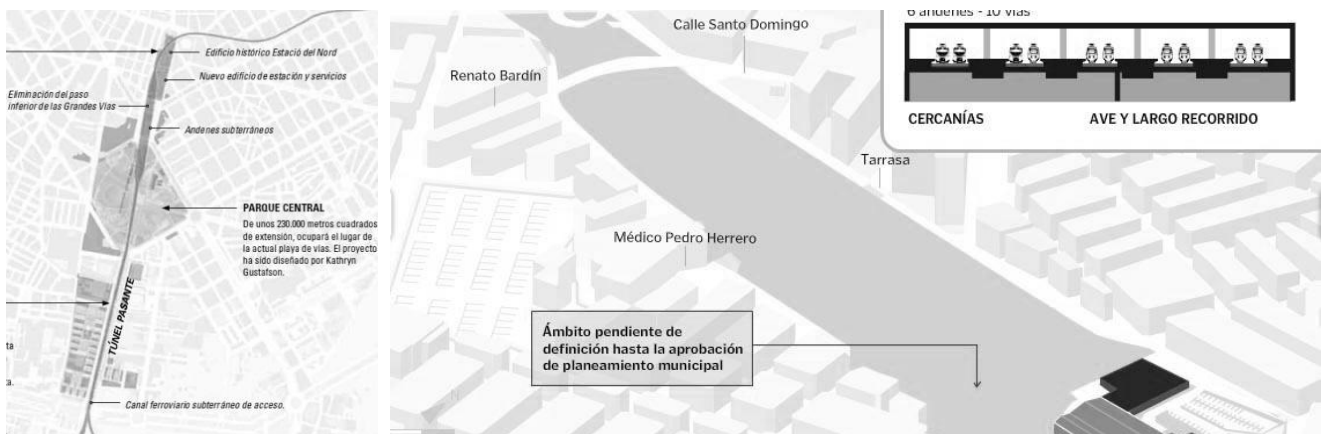 Edificio histórico Estació del Nord
Nuevo edificio de estación y servicios
Eliminación del paso
inferior de las Grandes Vías
Andenes subterráneos
PARQUE CENTRAL
De unos 230.000 metros cuadrados
de extensión, ocupará el lugar de
la actual playa de vías. El proyecto
ha sido diseñado por Kathryn
Gustafson.
TÚNEL PASANTE
ta
a.
Canal ferroviario subterráneo de acceso.
Calle Santo Domingo
Renato Bardín
Tarrasa
Médico Pedro Herrero
Ámbito pendiente de
definición hasta la aprobación
de planeamiento municipal
6 andenes - 10 vías
CERCANÍAS
AVE Y LARGO RECORRIDO